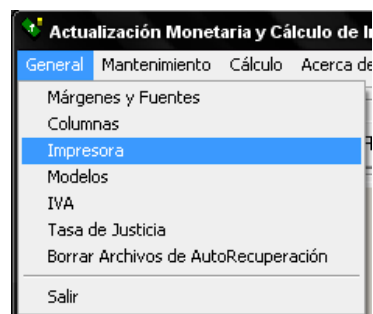 Actualización Monetaria y Cálculo de
General Mantenimiento Cálculo Acerca de
Márgenes y Fuentes
Columnas
Impresora
Modelos
IVA
Tasa de Justicia
Borrar Archivos de AutoRecuperación
Salir